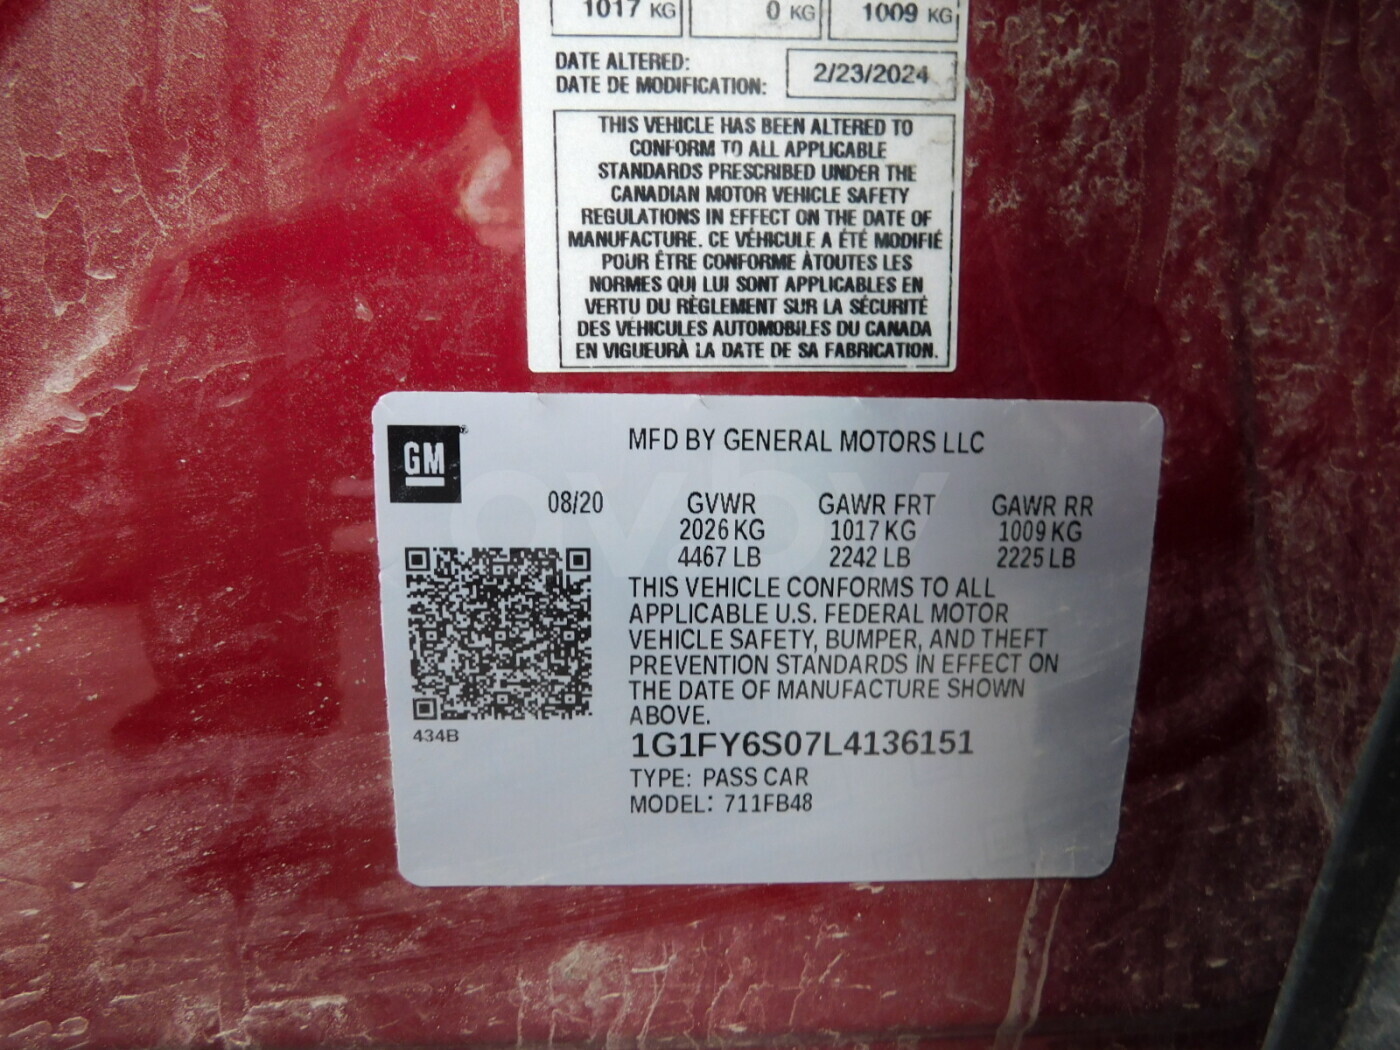 1017 KG 0 KG 1009 KG
DATE ALTERED:
DATE DE MODIFICATION: 2/23/2024
THIS VEHICLE HAS BEEN ALTERED TO
CONFORM TO ALL APPLICABLE
STANDARDS PRESCRIBED UNDER THE
CANADIAN MOTOR VEHICLE SAFETY
REGULATIONS IN EFFECT ON THE DATE OF
MANUFACTURE. CE VÉHICULE A ÉTÉ MODIFIÉ
POUR ÊTRE CONFORME ÀTOUTES LES
NORMES QUI LUI SONT APPLICABLES EN
VERTU DU RÈGLEMENT SUR LA SÉCURITÉ
DES VÉHICULES AUTOMOBILES DU CANADA
EN VIGUEURÀ LA DATE DE SA FABRICATION.
GM®
MFD BY GENERAL MOTORS LLC
08/20 GVWR GAWR FRT GAWR RR
2026 KG 1017 KG 1009 KG
4467 LB 2242 LB 2225 LB
THIS VEHICLE CONFORMS TO ALL
APPLICABLE U.S. FEDERAL MOTOR
VEHICLE SAFETY, BUMPER, AND THEFT
PREVENTION STANDARDS IN EFFECT ON
THE DATE OF MANUFACTURE SHOWN
ABOVE.
434B
1G1FY6S07L4136151
TYPE: PASS CAR
MODEL: 711FB48